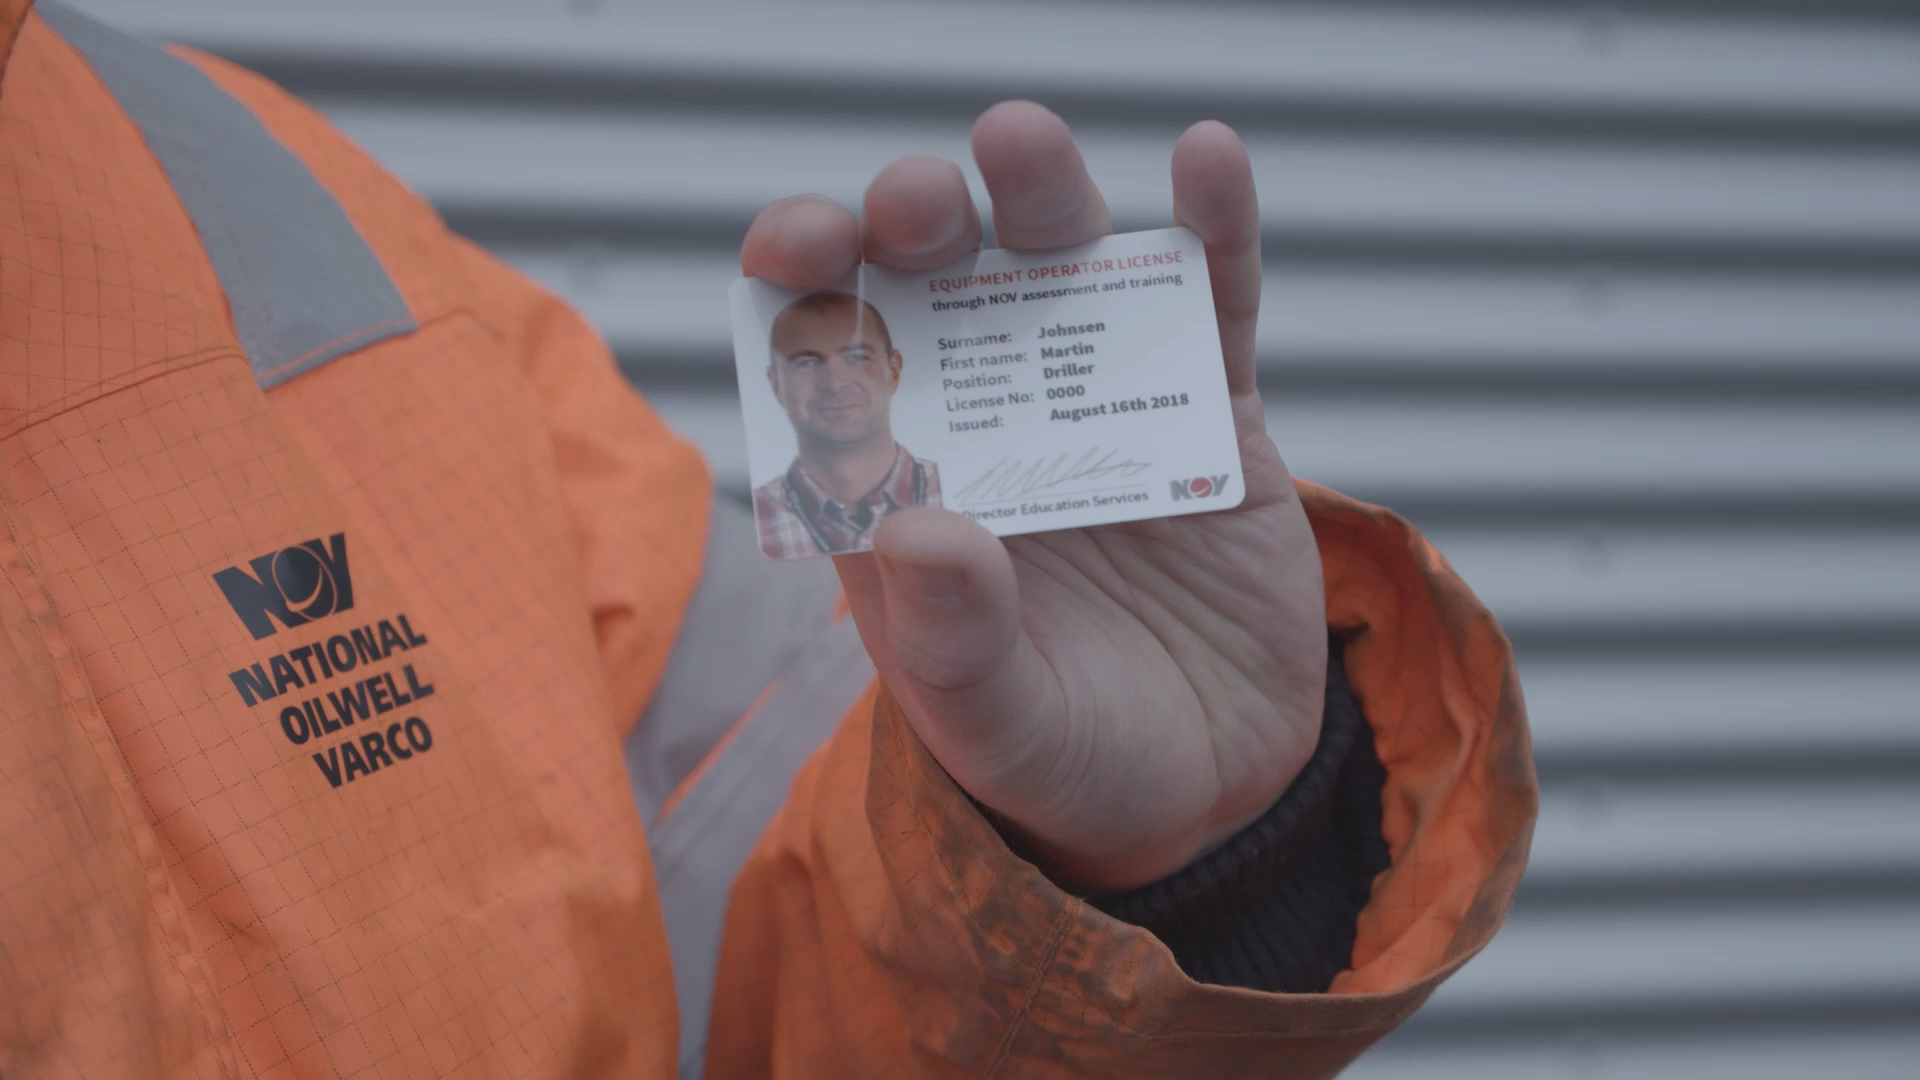 EQUIPMENT OPERATOR LICENSE
through NOV assessment and training
Surname: Johnsen
First name: Martin
Position: Driller
License No: 0000
Issued: August 16th 2018
Director Education Services
NOV
NOV
NATIONAL
OILWELL
VARCO